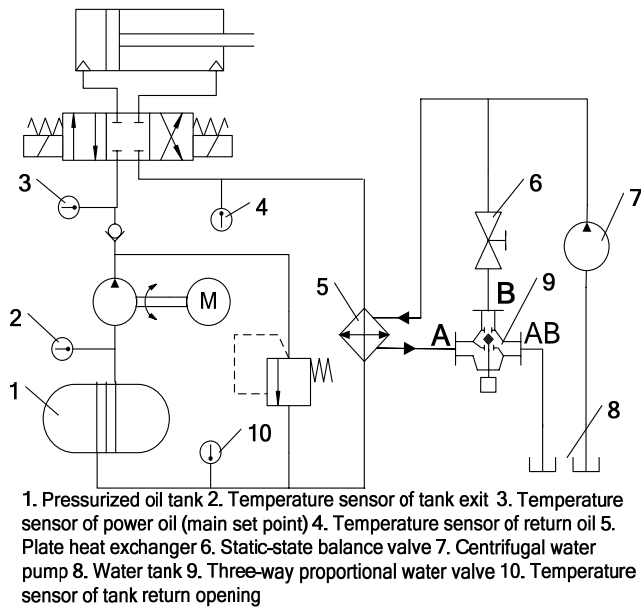 3
4
6
7
2
M
5
B
9
A
AB
1
10
8
1. Pressurized oil tank 2. Temperature sensor of tank exit 3. Temperature
sensor of power oil (main set point) 4. Temperature sensor of return oil 5.
Plate heat exchanger 6. Static-state balance valve 7. Centrifugal water
pump 8. Water tank 9. Three-way proportional water valve 10. Temperature
sensor of tank return opening